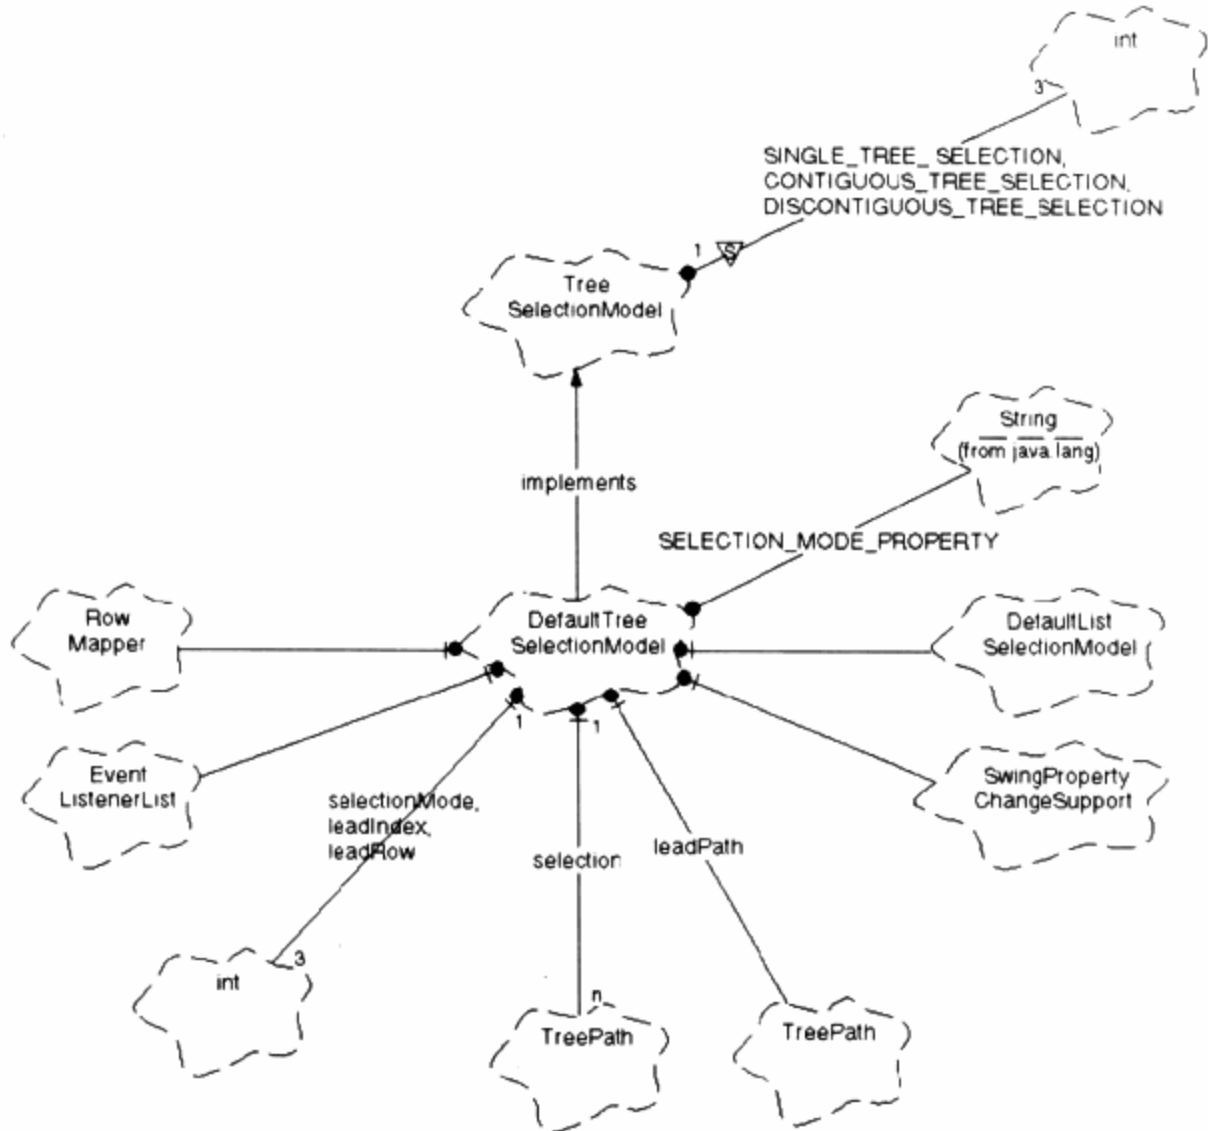 int
3
SINGLE_TREE_SELECTION,
CONTIGUOUS_TREE_SELECTION,
DISCONTIGUOUS_TREE_SELECTION
1
S
Tree
SelectionModel
String
(from java.lang)
implements
SELECTION_MODE_PROPERTY
Row
Mapper
DefaultTree
SelectionModel
DefaultList
SelectionModel
1
1
Event
ListenerList
SwingProperty
ChangeSupport
selectionMode,
leadIndex,
leadRow
selection
leadPath
3
int
n
TreePath
TreePath